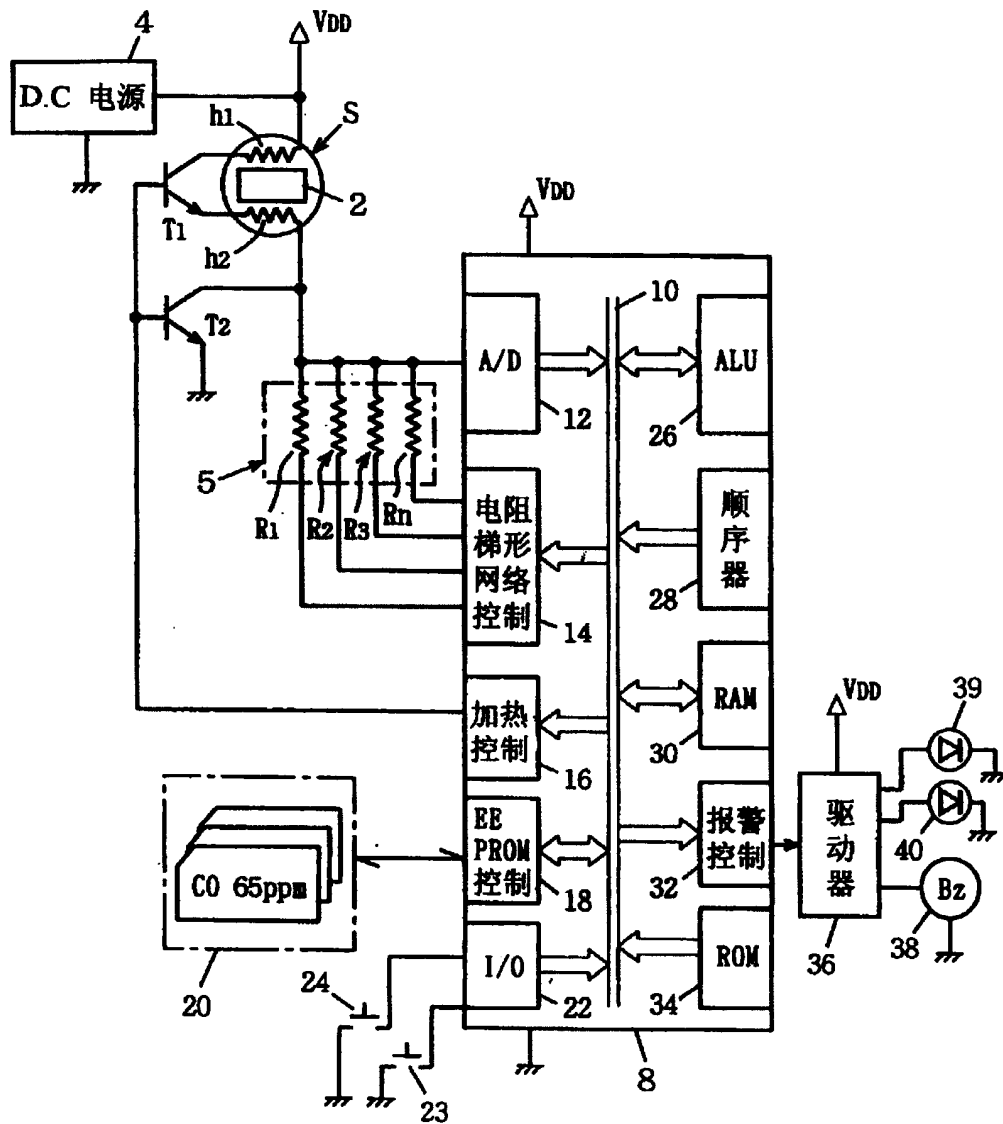 4
VDD
D.C 电源
h1
S
2
T1
h2
VDD
T2
10
A/D
ALU
12
26
5
R1
R2
R3
Rn
电阻
梯形
网络
控制
14
顺
序
器
28
加热
控制
16
RAM
30
VDD
39
EE
PROM
控制
18
CO 65ppm
20
报警
控制
32
驱
动
器
36
40
Bz
38
I/O
22
ROM
34
24
23
8